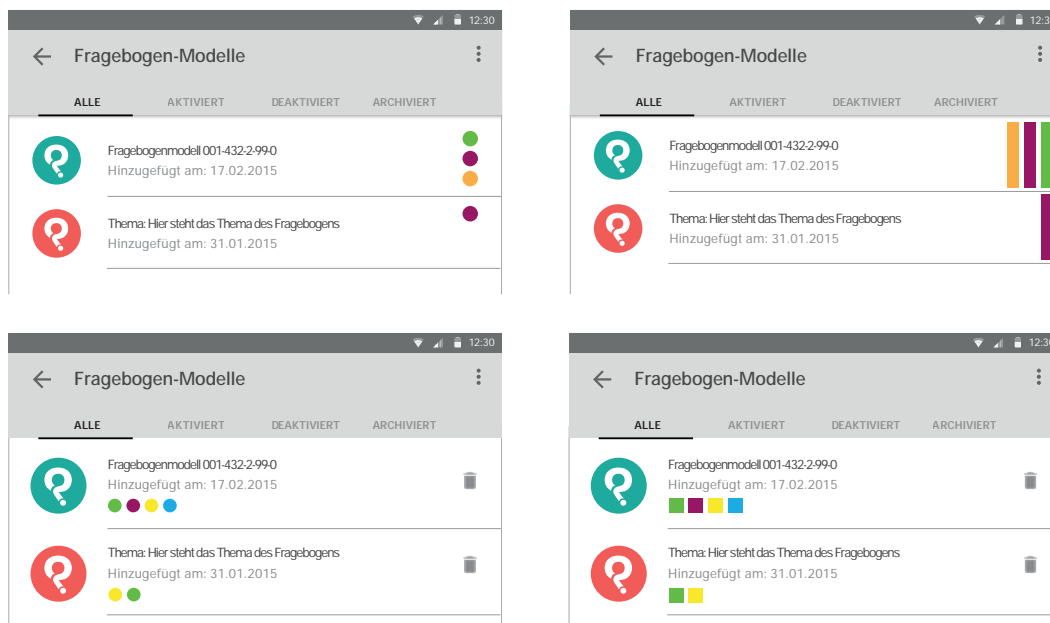 12:30
Fragebogen-Modelle
ALLE AKTIVIERT DEAKTIVIERT ARCHIVIERT
Fragebogenmodell 001-432-2-99-0
Hinzugefügt am: 17.02.2015
Thema: Hier steht das Thema des Fragebogens
Hinzugefügt am: 31.01.2015
12:3
Fragebogen-Modelle
ALLE AKTIVIERT DEAKTIVIERT ARCHIVIERT
Fragebogenmodell 001-432-2-99-0
Hinzugefügt am: 17.02.2015
Thema: Hier steht das Thema des Fragebogens
Hinzugefügt am: 31.01.2015
12:30
Fragebogen-Modelle
ALLE AKTIVIERT DEAKTIVIERT ARCHIVIERT
Fragebogenmodell 001-432-2-99-0
Hinzugefügt am: 17.02.2015
Thema: Hier steht das Thema des Fragebogens
Hinzugefügt am: 31.01.2015
12:30
Fragebogen-Modelle
ALLE AKTIVIERT DEAKTIVIERT ARCHIVIERT
Fragebogenmodell 001-432-2-99-0
Hinzugefügt am: 17.02.2015
Thema: Hier steht das Thema des Fragebogens
Hinzugefügt am: 31.01.2015